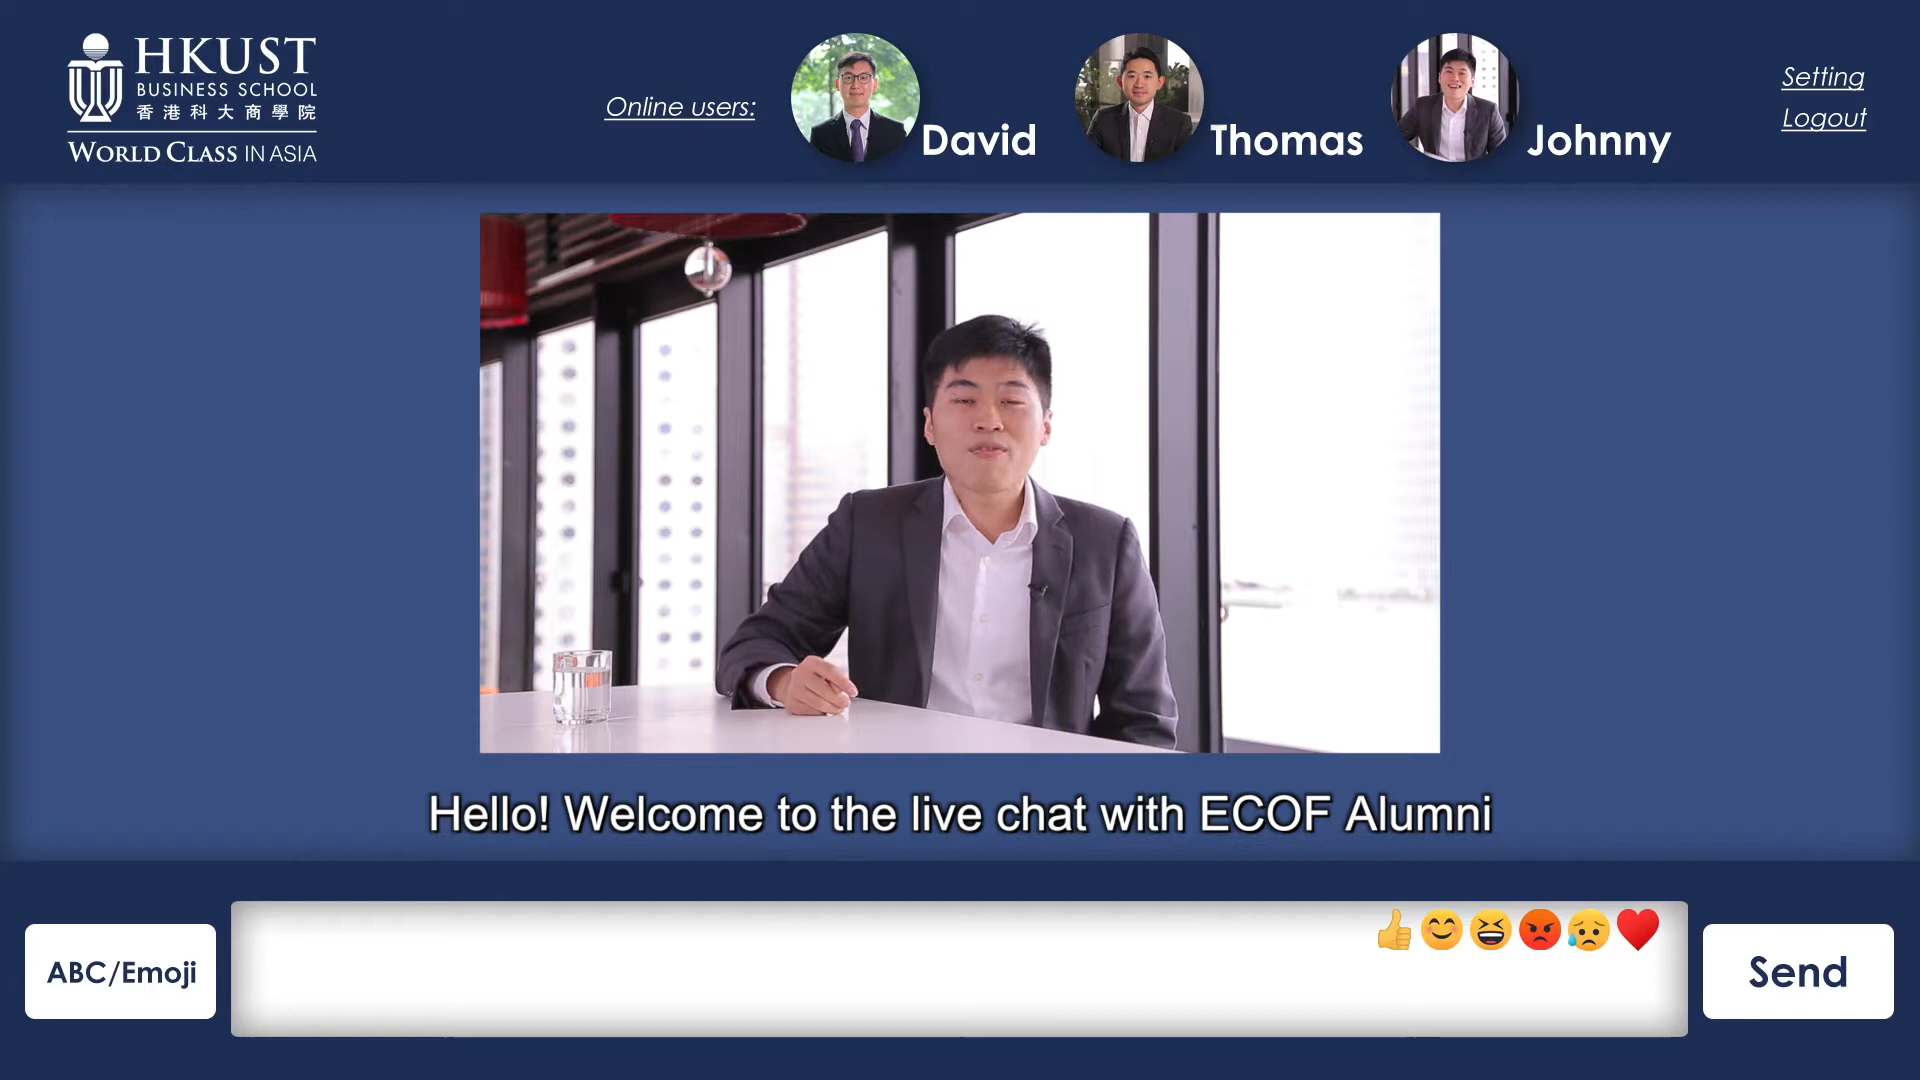 HKUST
BUSINESS SCHOOL
香港科大商學院
WORLD CLASS IN ASIA
Online users:
David
Thomas
Johnny
Setting
Logout
Hello! Welcome to the live chat with ECOF Alumni
ABC/Emoji
Send